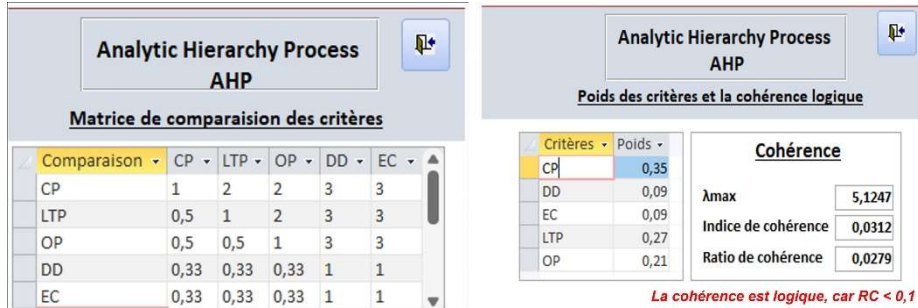 Analytic Hierarchy Process
AHP
Matrice de comparaision des critères
Comparaison CP LTP OP DD EC
CP 1 2 2 3 3
LTP 0,5 1 2 3 3
OP 0,5 0,5 1 3 3
DD 0,33 0,33 0,33 1 1
EC 0,33 0,33 0,33 1 1
Analytic Hierarchy Process
AHP
Poids des critères et la cohérence logique
Critères Poids
CP 0,35
DD 0,09
EC 0,09
LTP 0,27
OP 0,21
Cohérence
λmax 5,1247
Indice de cohérence 0,0312
Ratio de cohérence 0,0279
La cohérence est logique, car RC < 0,1